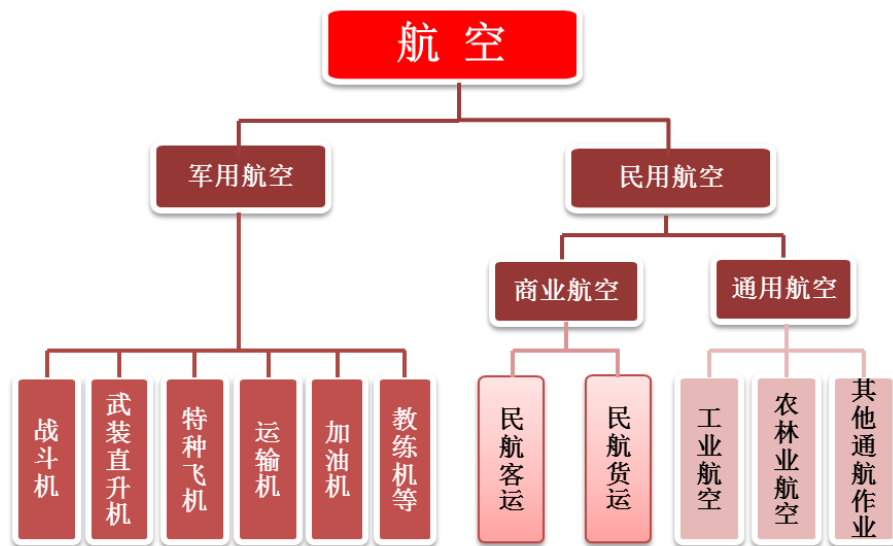 航 空
军用航空
民用航空
商业航空
通用航空
战斗机
武装直升机
特种飞机
运输机
加油机
教练机等
民航客运
民航货运
工业航空
农林业航空
其他通航作业